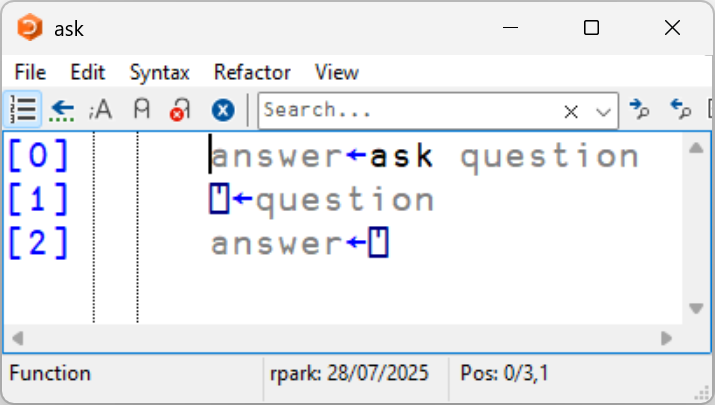 ask
File Edit Syntax Refactor View
;A Search...
[0] answer←ask question
[1] ⍞←question
[2] answer←⍞
Function rpark: 28/07/2025 Pos: 0/3,1